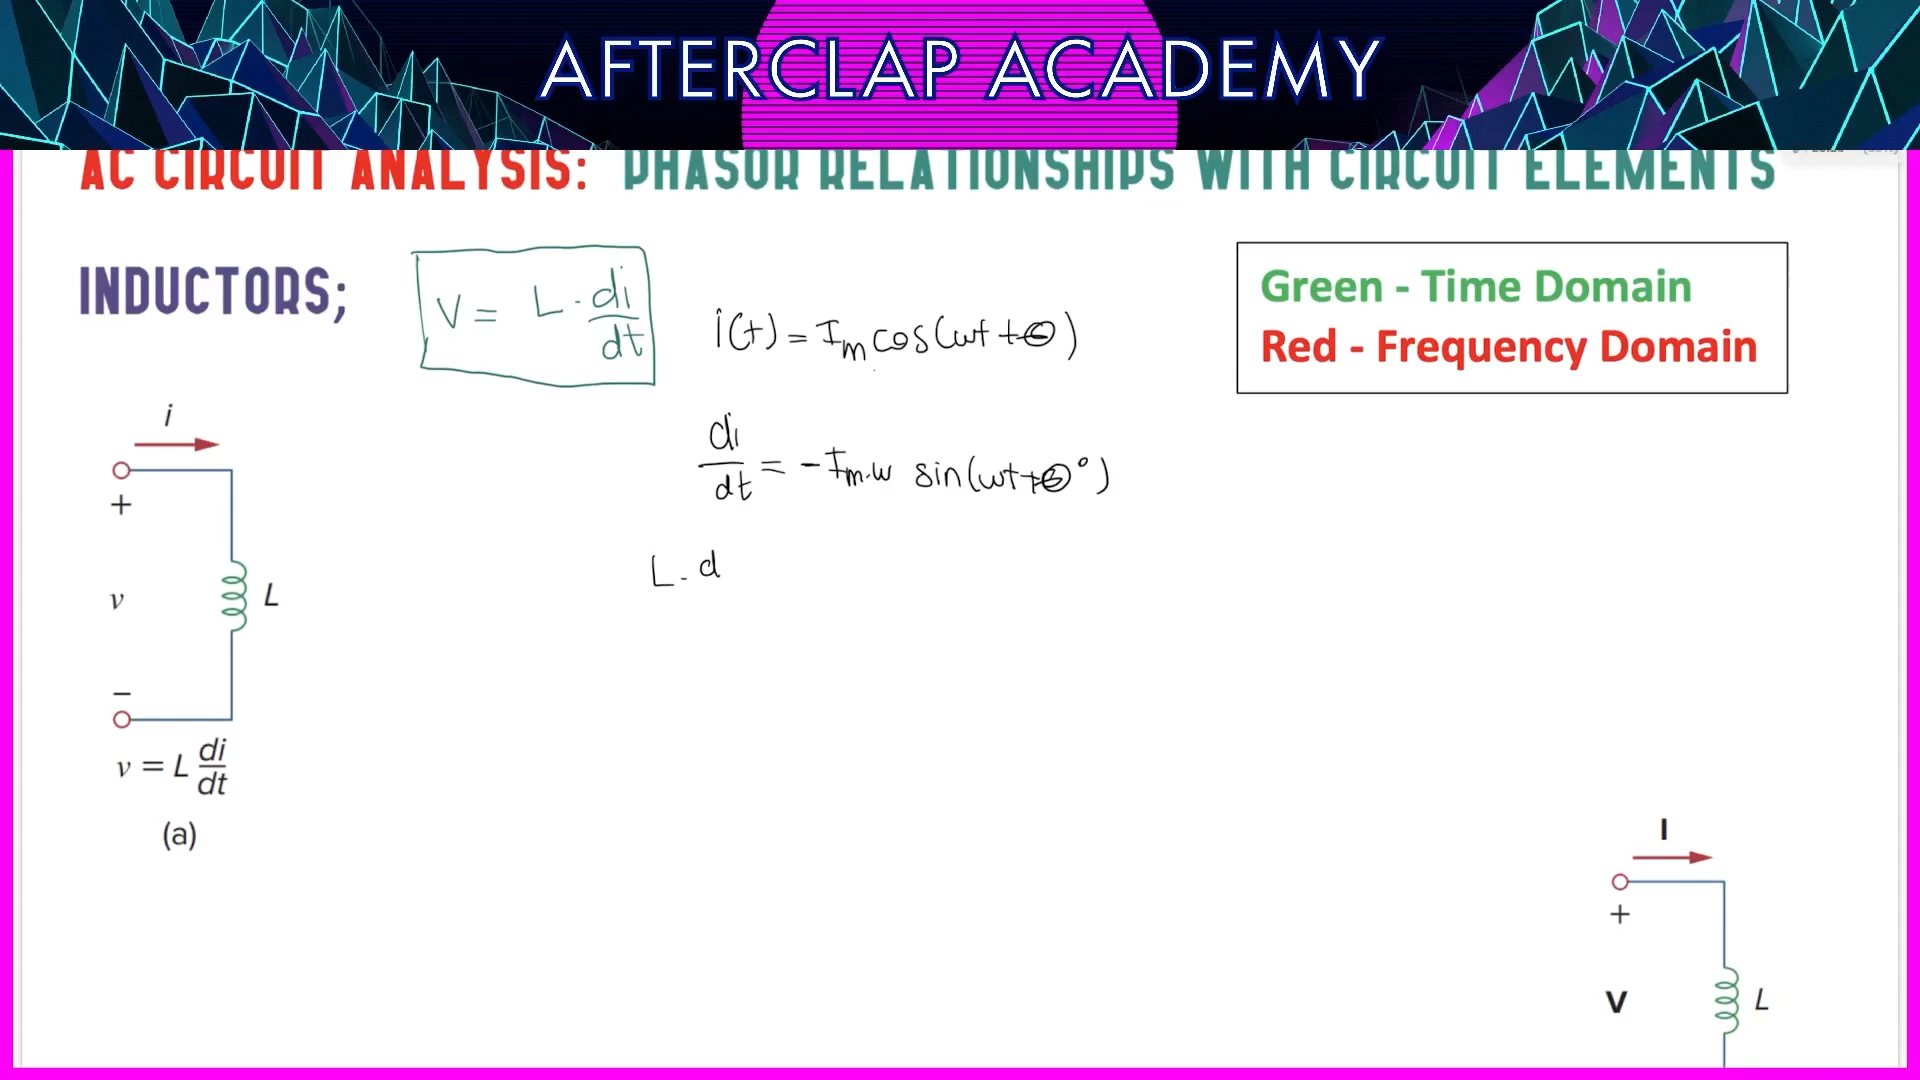 AFTERCLAP ACADEMY
AC CIRCUIT ANALYSIS: PHASOR RELATIONSHIPS WITH CIRCUIT ELEMENTS
INDUCTORS;
V = L · di/dt
i(t) = Im cos(ωt + θ)
Green - Time Domain
Red - Frequency Domain
di/dt = -Im·ω sin(ωt+θ°)
L · d
i
+
v
L
−
v = L di/dt
(a)
I
+
V
L